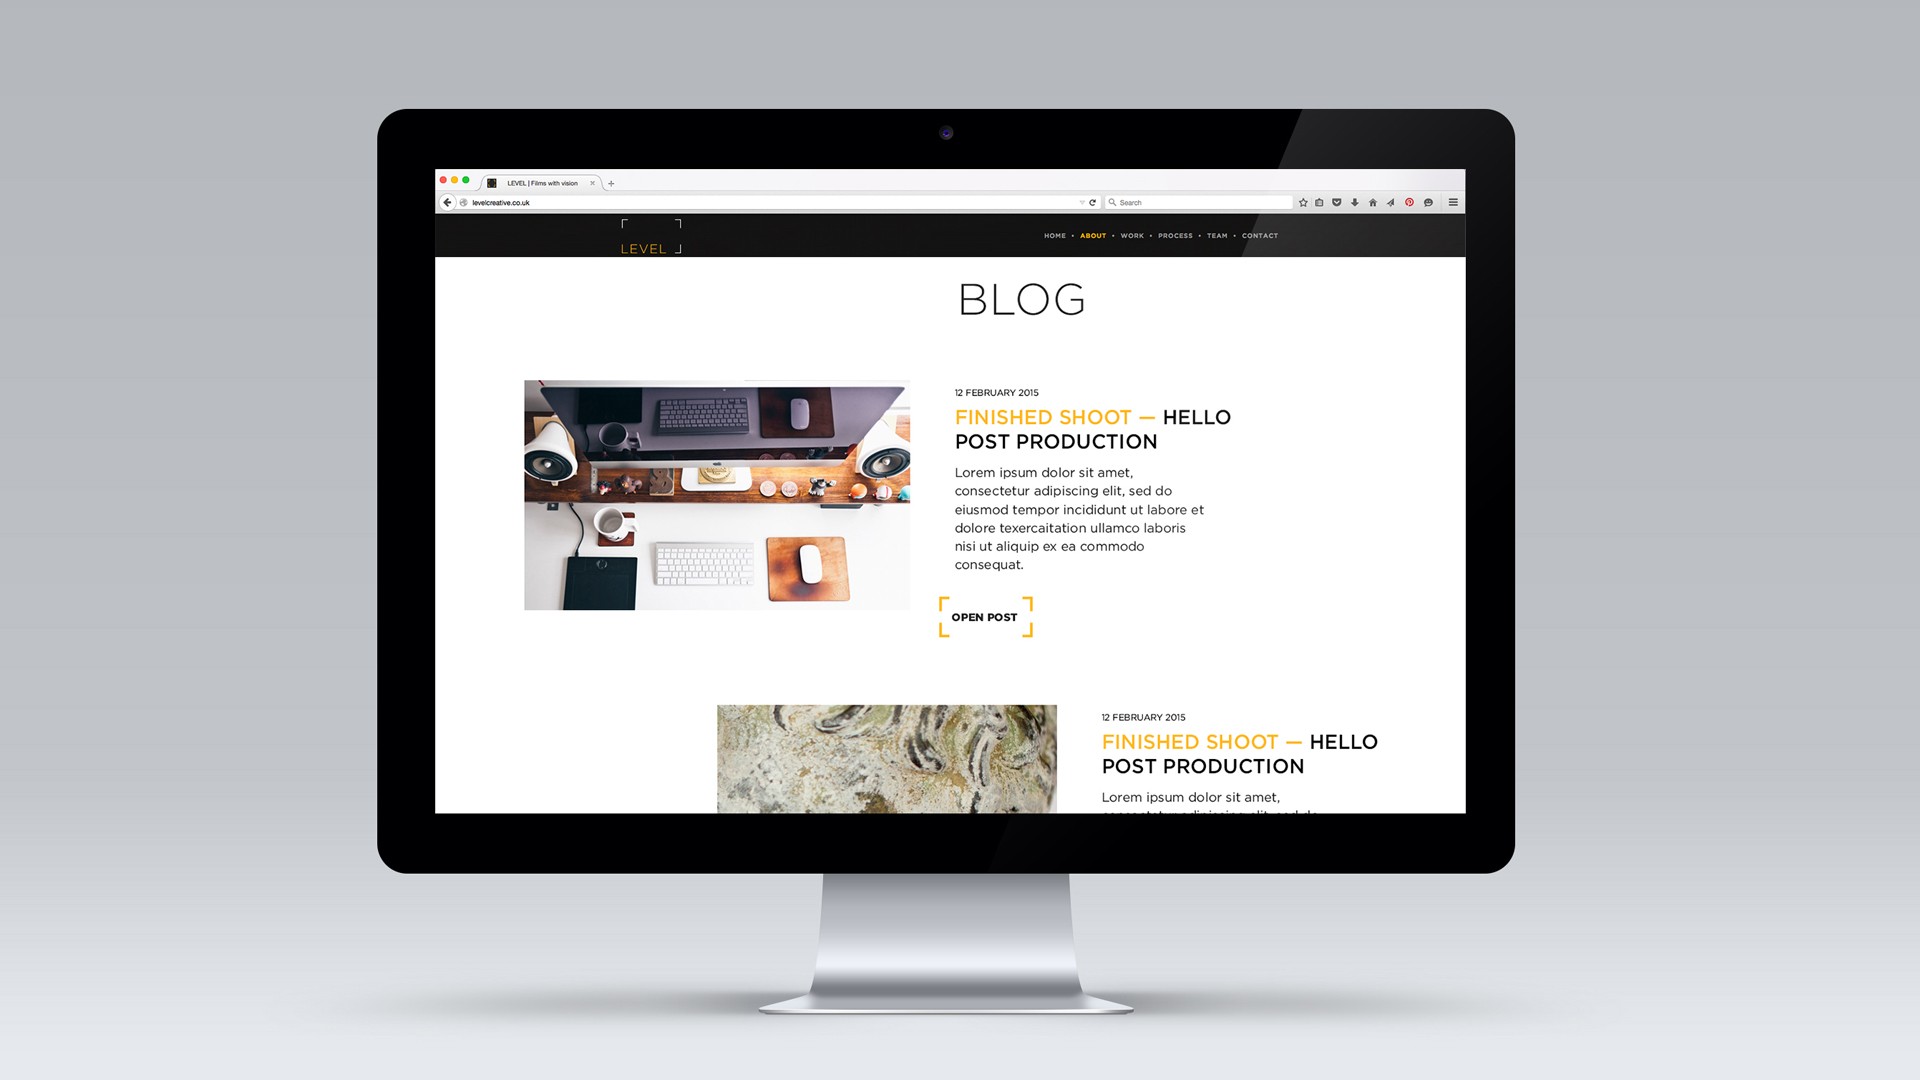 LEVEL | Films with vision
levelcreative.co.uk
Search
LEVEL
HOME • ABOUT • WORK • PROCESS • TEAM • CONTACT
BLOG
12 FEBRUARY 2015
FINISHED SHOOT — HELLO
POST PRODUCTION
Lorem ipsum dolor sit amet,
consectetur adipiscing elit, sed do
eiusmod tempor incididunt ut labore et
dolore texercaitation ullamco laboris
nisi ut aliquip ex ea commodo
consequat.
OPEN POST
12 FEBRUARY 2015
FINISHED SHOOT — HELLO
POST PRODUCTION
Lorem ipsum dolor sit amet,